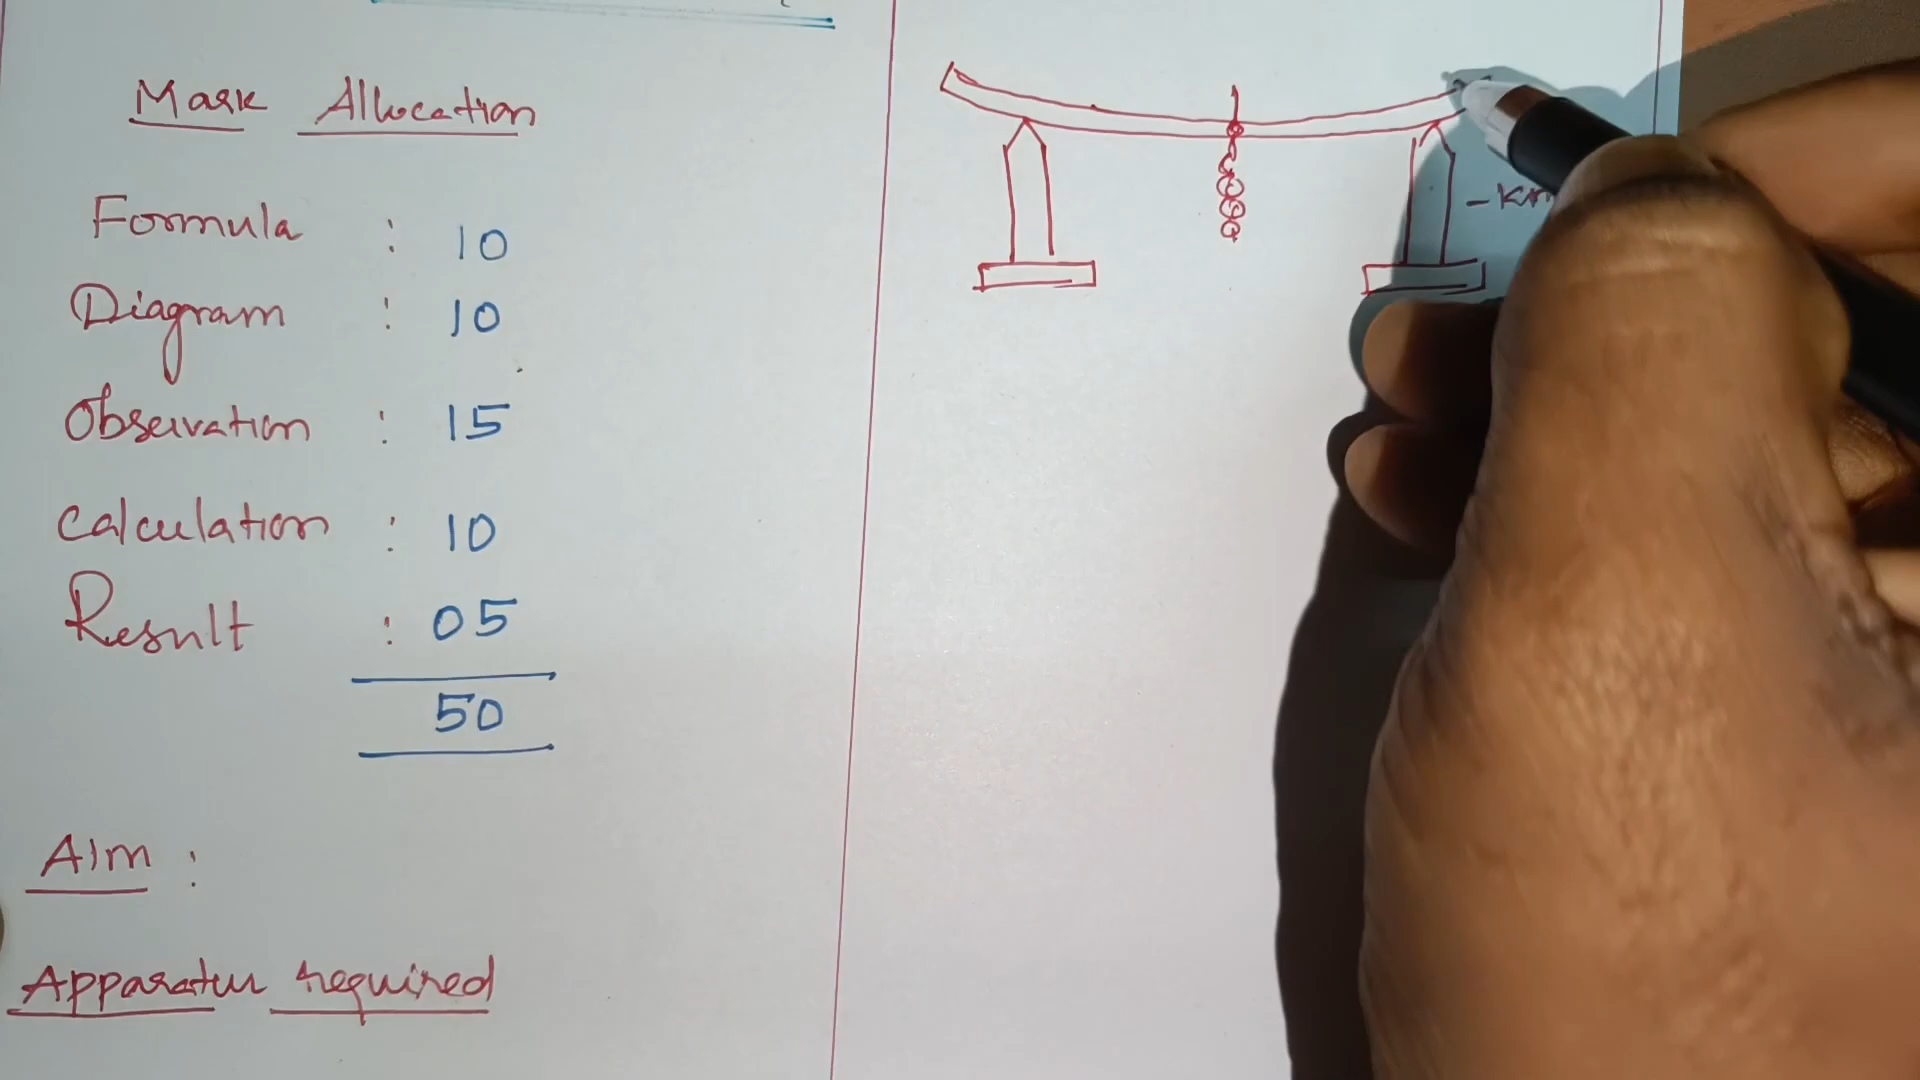 Mark Allocation
Formula : 10
Diagram : 10
Observation : 15
Calculation : 10
Result : 05
50
Aim :
Apparatus required